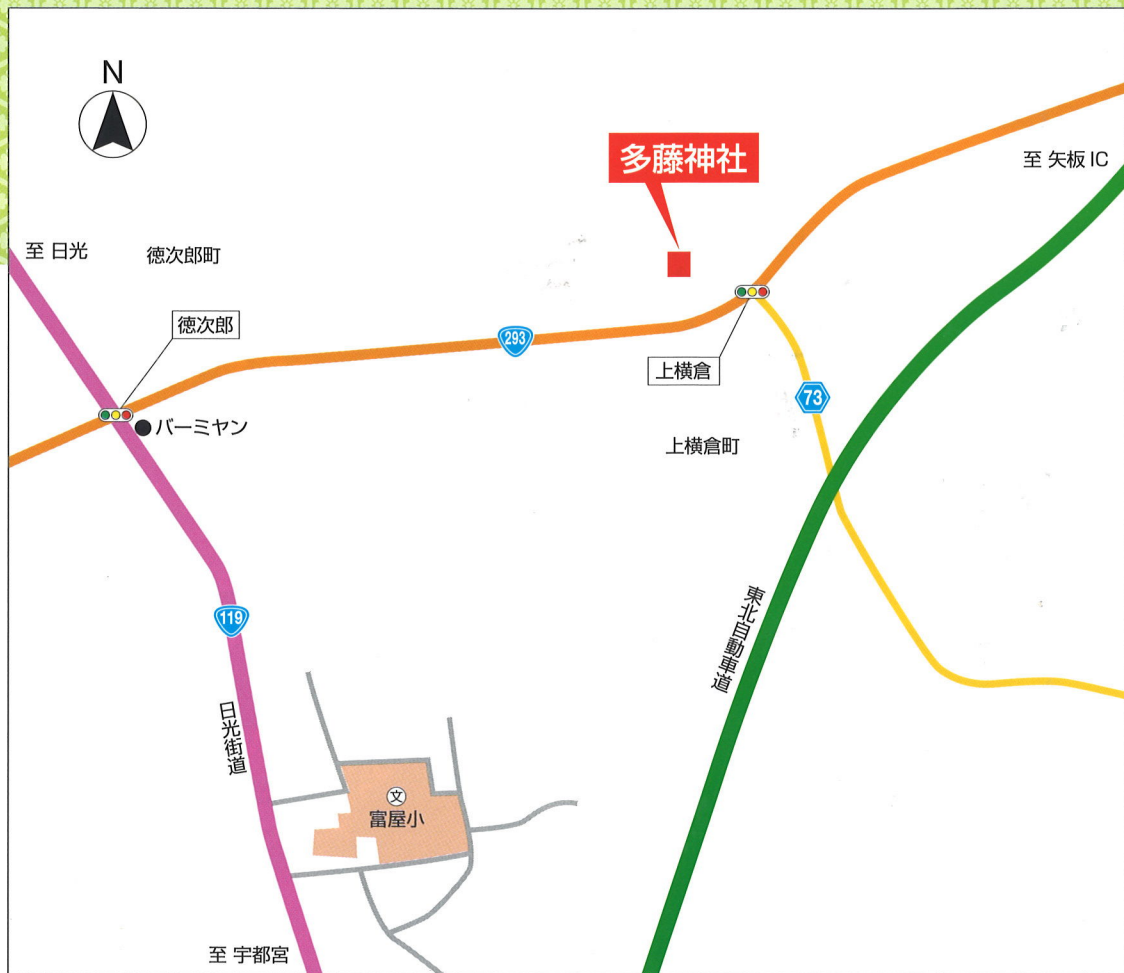 N
多藤神社
至 矢板 IC
至 日光
徳次郎町
徳次郎
293
上横倉
73
バーミヤン
上横倉町
119
東北自動車道
日光街道
文
富屋小
至 宇都宮